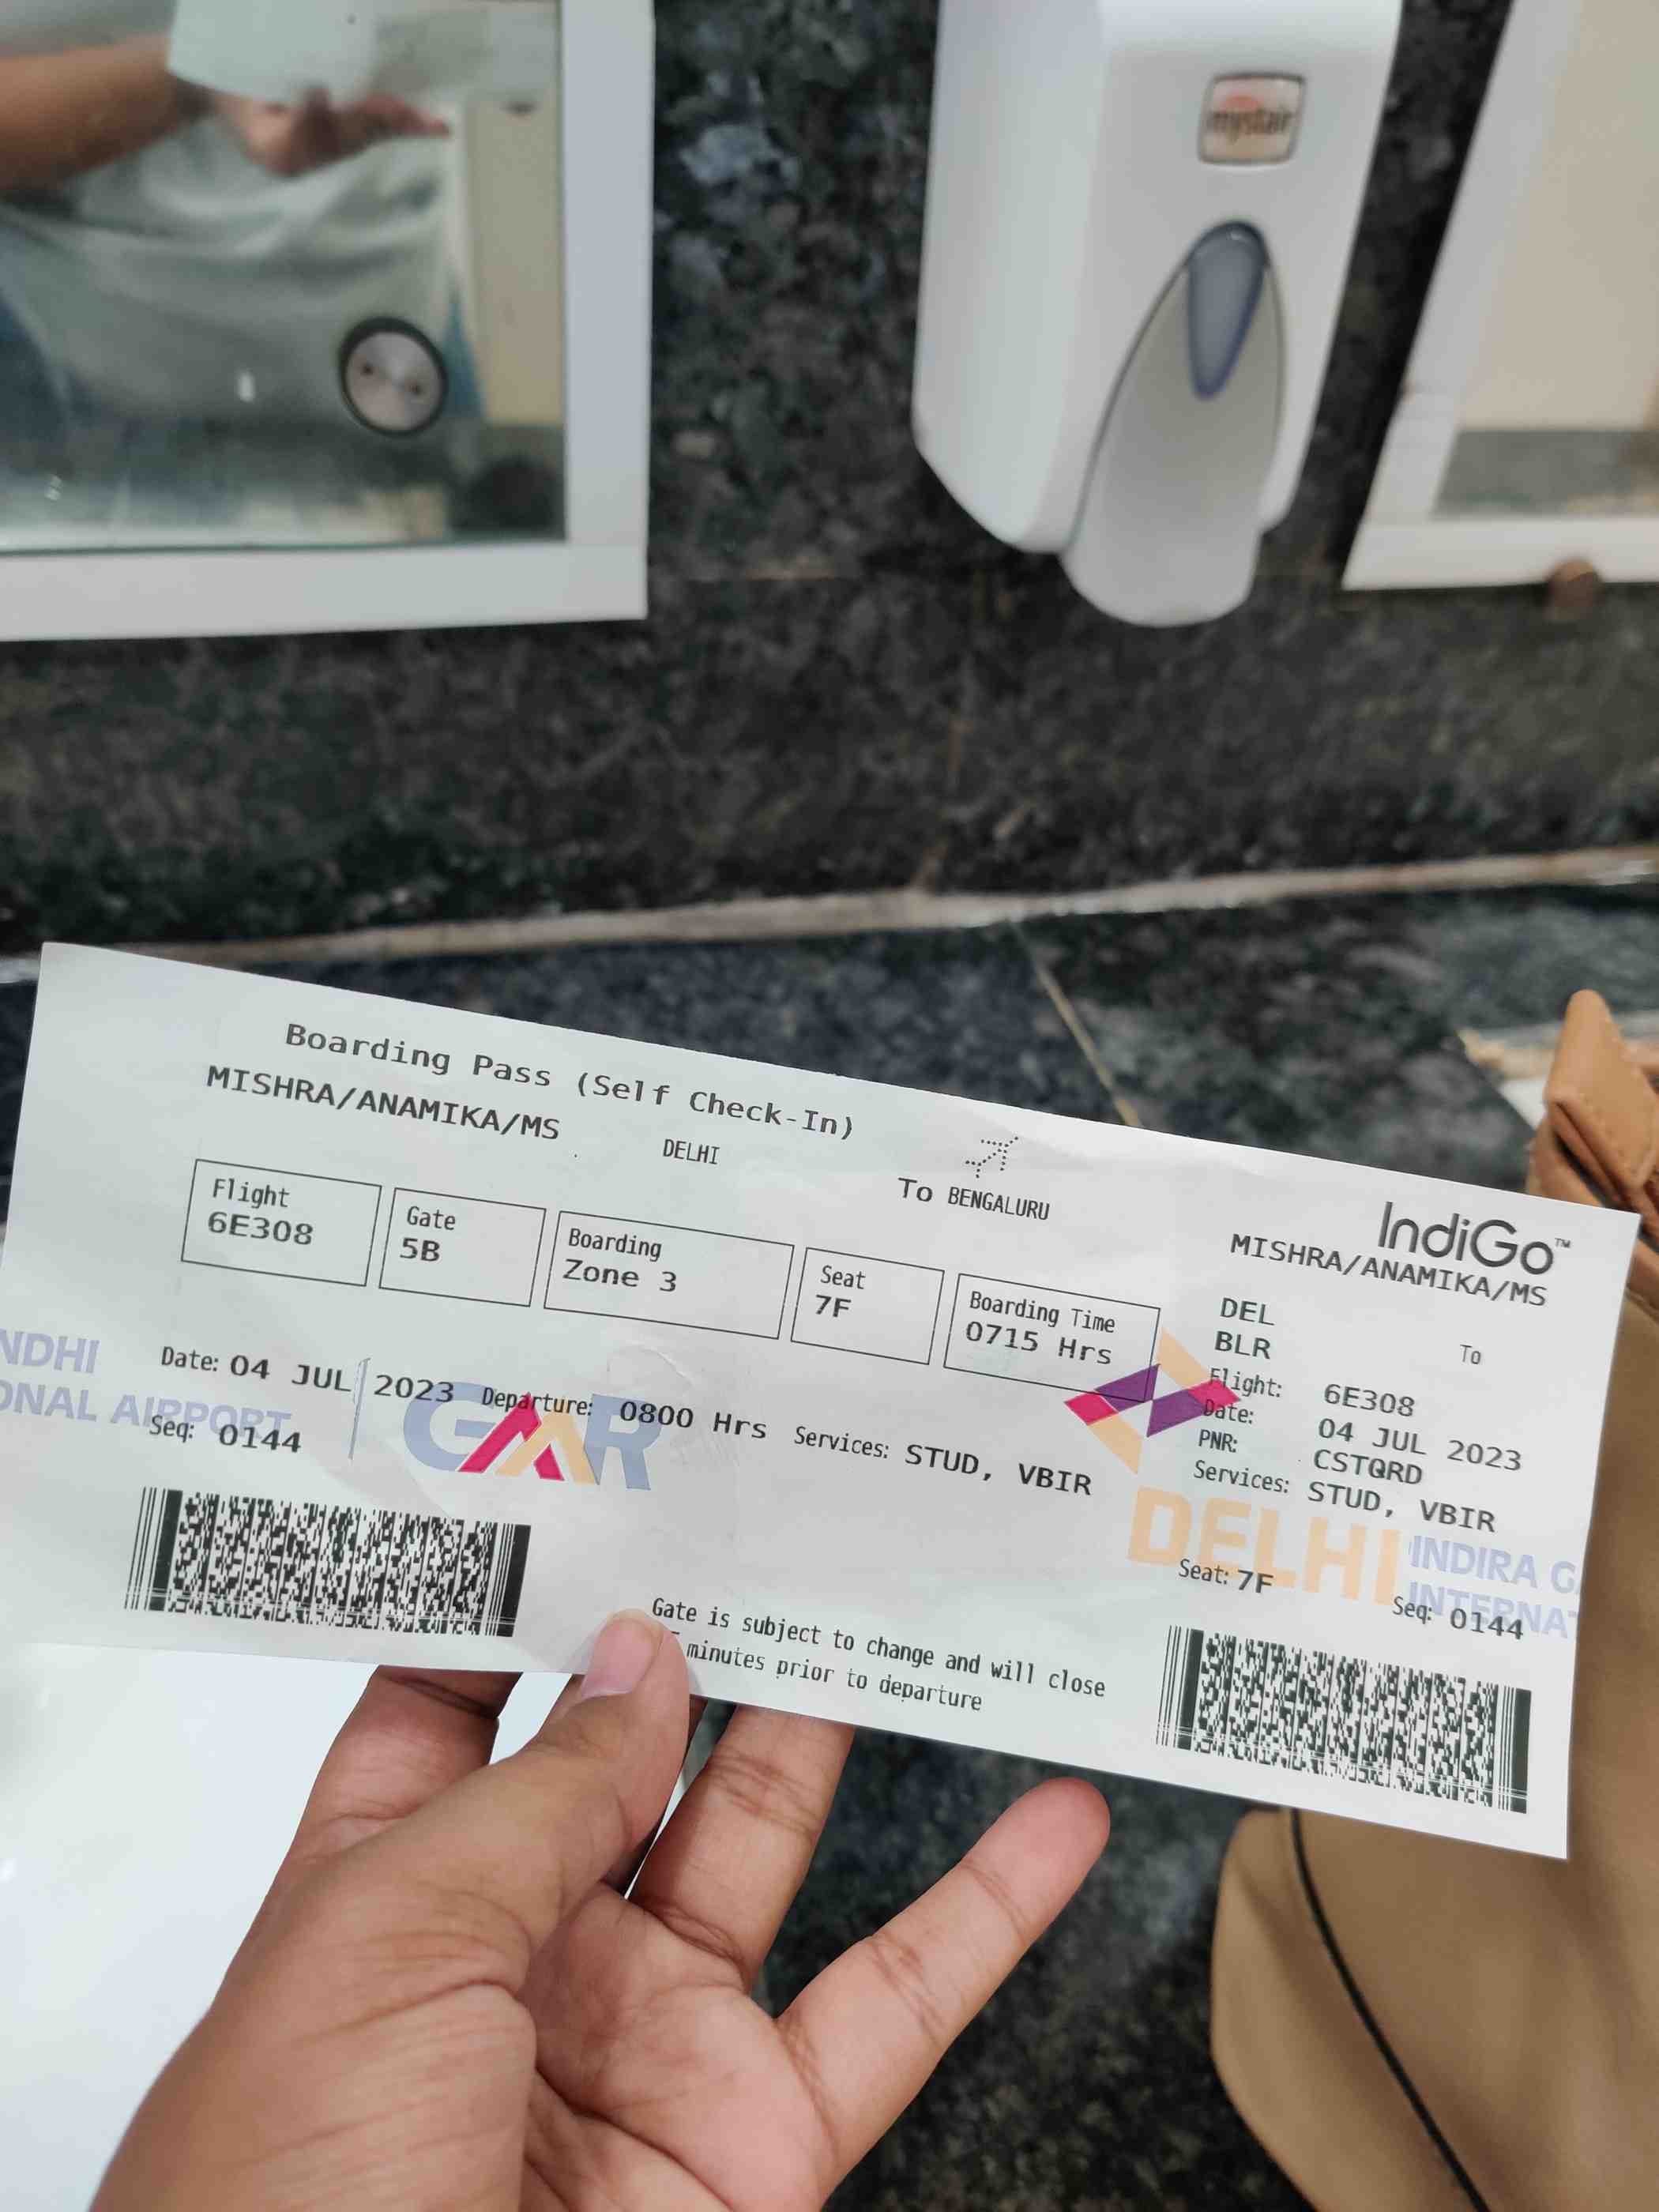 mystair
Boarding Pass (Self Check-In)
MISHRA/ANAMIKA/MS
DELHI
To BENGALURU
Flight
6E308
Gate
5B
Boarding
Zone 3
Seat
7F
Boarding Time
0715 Hrs
Date: 04 JUL 2023 Departure: 0800 Hrs Services: STUD, VBIR
Seq: 0144
NDHI
ONAL AIRPORT
GMR
Gate is subject to change and will close
minutes prior to departure
IndiGo™
MISHRA/ANAMIKA/MS
DEL To
BLR
Flight: 6E308
Date: 04 JUL 2023
PNR: CSTQRD
Services: STUD, VBIR
DELHI
INDIRA G
INTERNAT
Seat: 7F
Seq: 0144